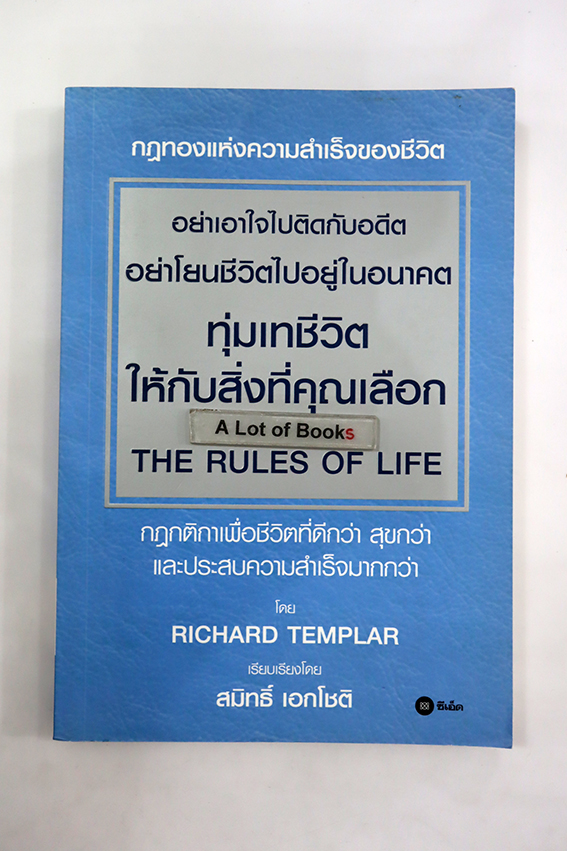 กฎทองแห่งความสำเร็จของชีวิต
อย่าเอาใจไปติดกับอดีต
อย่าโยนชีวิตไปอยู่ในอนาคต
ทุ่มเทชีวิต
ให้กับสิ่งที่คุณเลือก
A Lot of Books
THE RULES OF LIFE
กฎกติกาเพื่อชีวิตที่ดีกว่า สุขกว่า
และประสบความสำเร็จมากกว่า
โดย
RICHARD TEMPLAR
เรียบเรียงโดย
สมิทธิ์ เอกโชติ
ซีเอ็ด